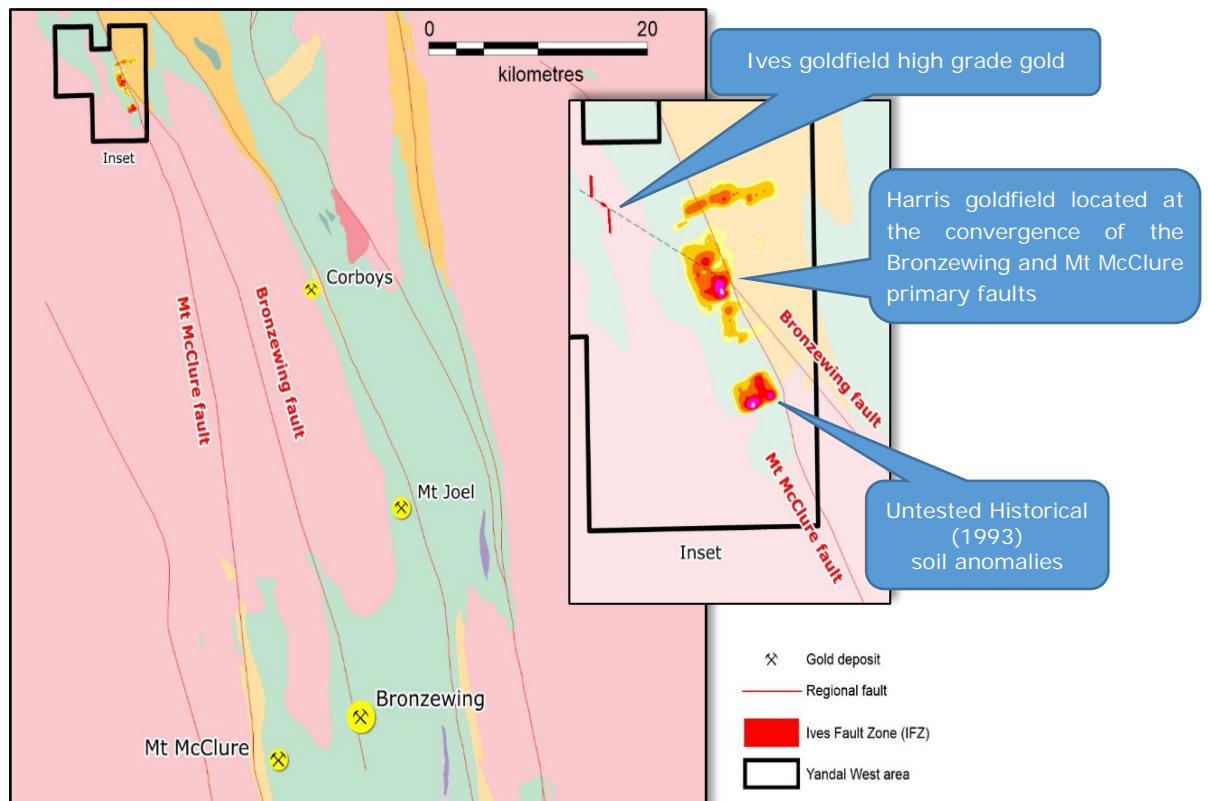 0
20
kilometres
Inset
Corboys
Mt McClure fault
Bronzewing fault
Mt Joel
Bronzewing
Mt McClure
Ives goldfield high grade gold
Harris goldfield located at
the convergence of the
Bronzewing and Mt McClure
primary faults
Bronzewing fault
Mt McClure fault
Untested Historical
(1993)
soil anomalies
Inset
Gold deposit
Regional fault
Ives Fault Zone (IFZ)
Yandal West area